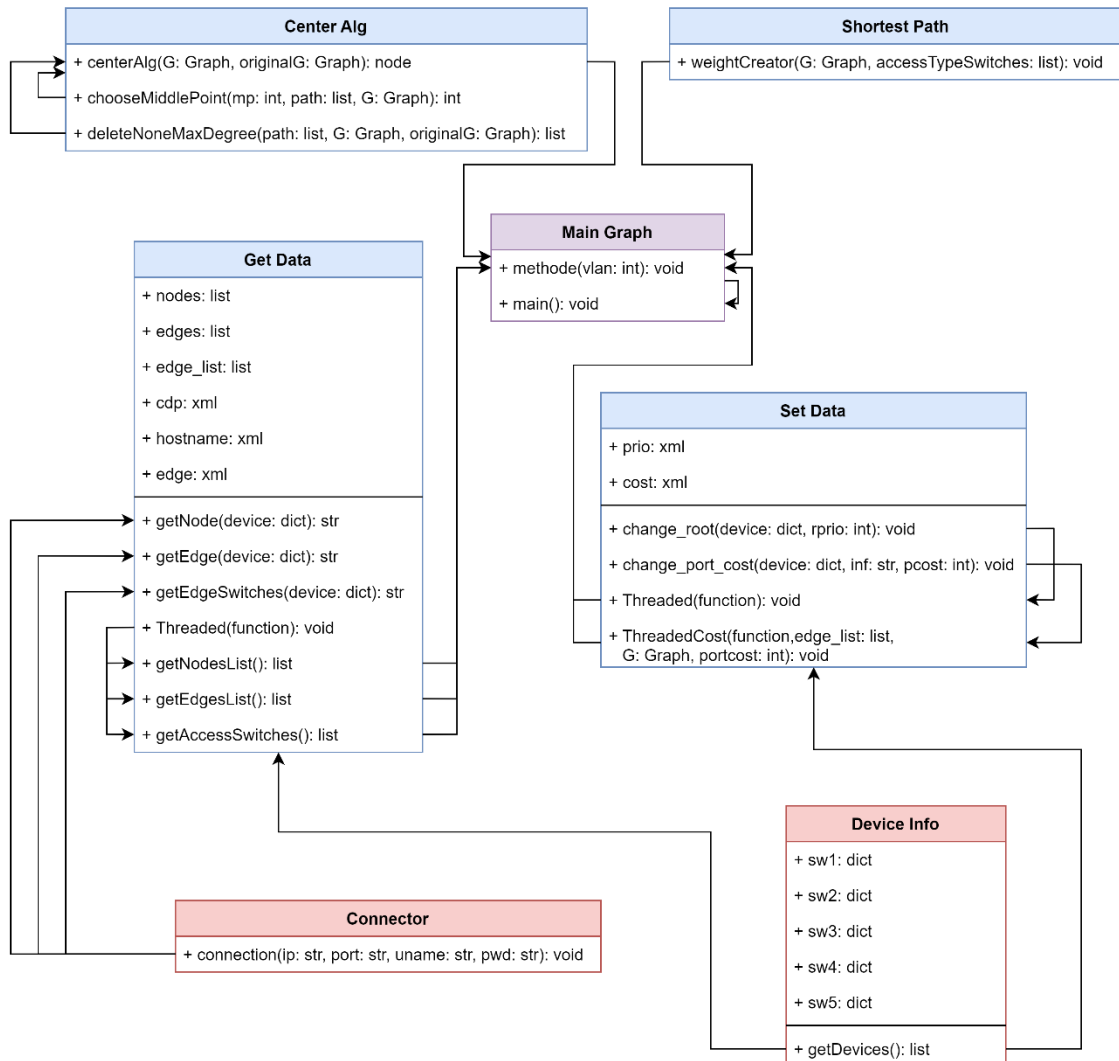 Center Alg
+ centerAlg(G: Graph, originalG: Graph): node
+ chooseMiddlePoint(mp: int, path: list, G: Graph): int
+ deleteNoneMaxDegree(path: list, G: Graph, originalG: Graph): list
Shortest Path
+ weightCreator(G: Graph, accessTypeSwitches: list): void
Main Graph
+ methode(vlan: int): void
+ main(): void
Get Data
+ nodes: list
+ edges: list
+ edge_list: list
+ cdp: xml
+ hostname: xml
+ edge: xml
+ getNode(device: dict): str
+ getEdge(device: dict): str
+ getEdgeSwitches(device: dict): str
+ Threaded(function): void
+ getNodesList(): list
+ getEdgesList(): list
+ getAccessSwitches(): list
Set Data
+ prio: xml
+ cost: xml
+ change_root(device: dict, rprio: int): void
+ change_port_cost(device: dict, inf: str, pcost: int): void
+ Threaded(function): void
+ ThreadedCost(function,edge_list: list,
G: Graph, portcost: int): void
Connector
+ connection(ip: str, port: str, uname: str, pwd: str): void
Device Info
+ sw1: dict
+ sw2: dict
+ sw3: dict
+ sw4: dict
+ sw5: dict
+ getDevices(): list